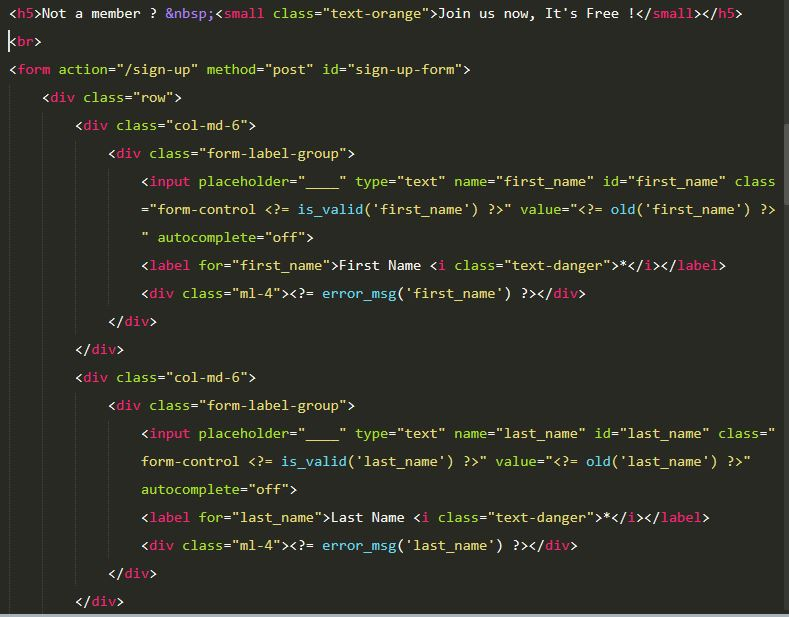 <h5>Not a member ? &nbsp;<small class="text-orange">Join us now, It's Free !</small></h5>
<br>
<form action="/sign-up" method="post" id="sign-up-form">
<div class="row">
<div class="col-md-6">
<div class="form-label-group">
<input placeholder="____" type="text" name="first_name" id="first_name" class
="form-control <?= is_valid('first_name') ?>" value="<?= old('first_name') ?>
" autocomplete="off">
<label for="first_name">First Name <i class="text-danger">*</i></label>
<div class="ml-4"><?= error_msg('first_name') ?></div>
</div>
</div>
<div class="col-md-6">
<div class="form-label-group">
<input placeholder="____" type="text" name="last_name" id="last_name" class="
form-control <?= is_valid('last_name') ?>" value="<?= old('last_name') ?>"
autocomplete="off">
<label for="last_name">Last Name <i class="text-danger">*</i></label>
<div class="ml-4"><?= error_msg('last_name') ?></div>
</div>
</div>